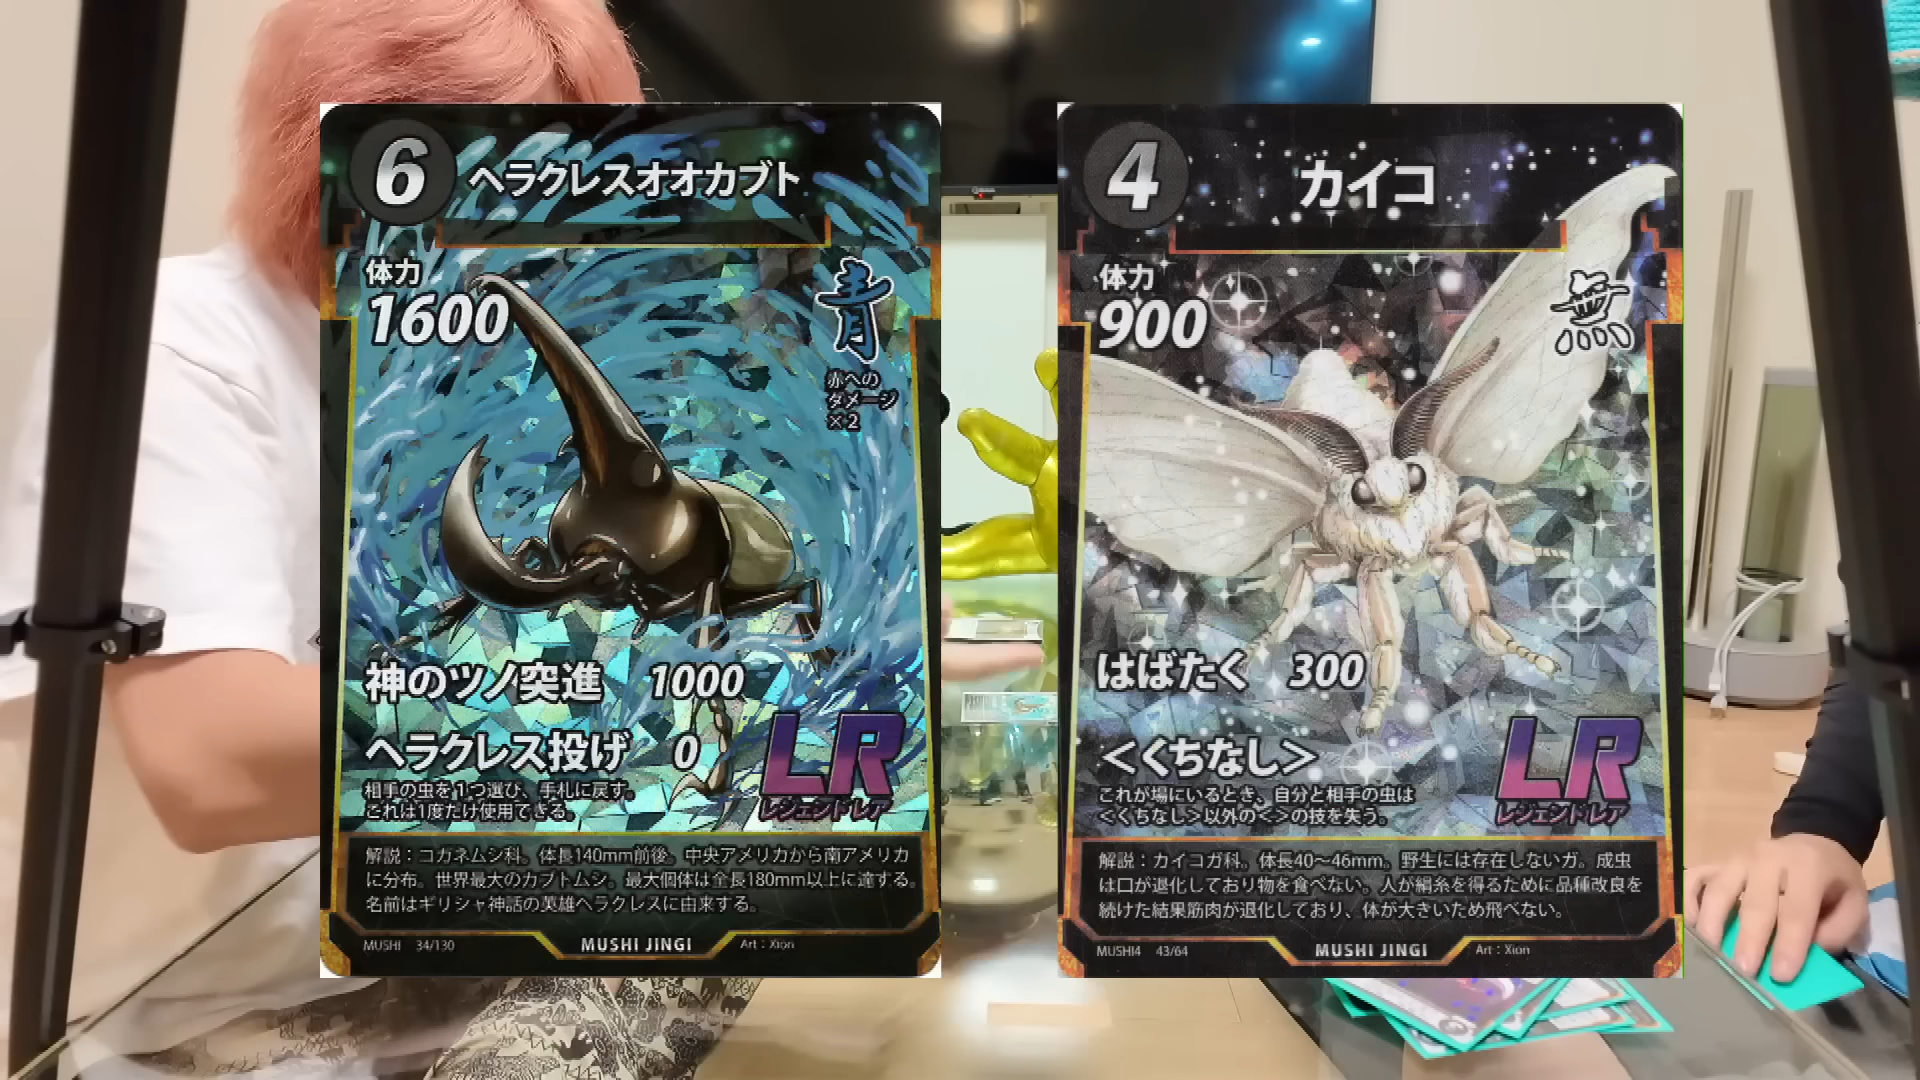 6
ヘラクレスオオカブト
体力
1600
青
赤への
ダメージ
×2
神のツノ突進 1000
ヘラクレス投げ 0
相手の虫を1つ選び、手札に戻す。
これは1度だけ使用できる。
LR
レジェンドレア
解説：コガネムシ科。体長140mm前後。中央アメリカから南アメリカ
に分布。世界最大のカブトムシ。最大個体は全長180mm以上に達する。
名前はギリシャ神話の英雄ヘラクレスに由来する。
MUSHI 34/130
MUSHI JINGI
Art：Xion
4
カイコ
体力
900
無
はばたく 300
＜くちなし＞
これが場にいるとき、自分と相手の虫は
＜くちなし＞以外の＜＞の技を失う。
LR
レジェンドレア
解説：カイコガ科。体長40～46mm。野生には存在しないガ。成虫
は口が退化しており物を食べない。人が絹糸を得るために品種改良を
続けた結果筋肉が退化しており、体が大きいため飛べない。
MUSHI4 43/64
MUSHI JINGI
Art：Xion